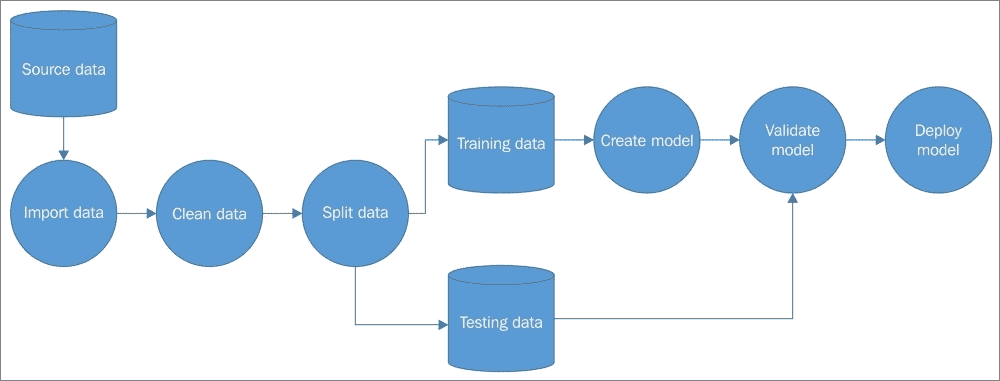 Source data
Import data
Clean data
Split data
Training data
Create model
Validate
model
Deploy
model
Testing data